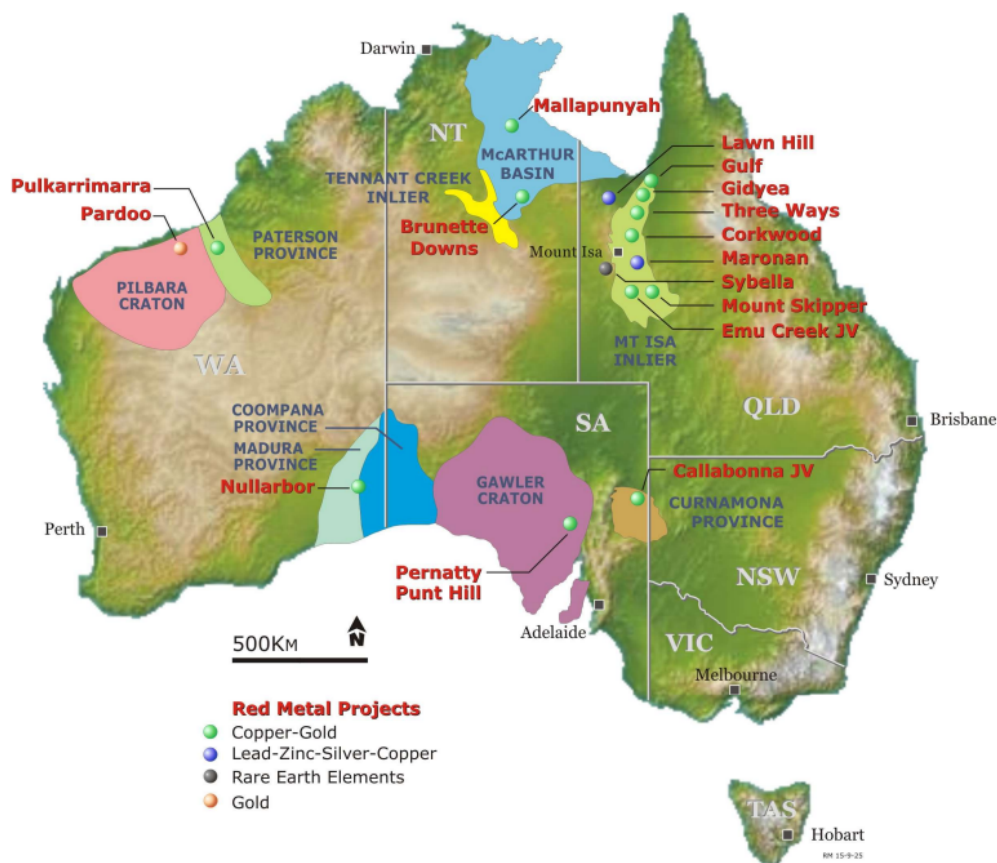 Darwin
Mallapunyah
NT
Lawn Hill
McARTHUR
BASIN
Gulf
TENNANT CREEK
INLIER
Gidyea
Pulkarrimarra
Three Ways
Pardoo
Brunette
Downs
Corkwood
PATERSON
PROVINCE
Mount Isa
Maronan
Sybella
PILBARA
CRATON
Mount Skipper
Emu Creek JV
MT ISA
INLIER
WA
QLD
COOMPANA
PROVINCE
SA
Brisbane
MADURA
PROVINCE
Callabonna JV
Nullarbor
GAWLER
CRATON
CURNAMONA
PROVINCE
Perth
Pernatty
Punt Hill
NSW
Sydney
Adelaide
N
500KM
VIC
Melbourne
Red Metal Projects
Copper-Gold
Lead-Zinc-Silver-Copper
Rare Earth Elements
Gold
TAS
Hobart
RM 15-9-25